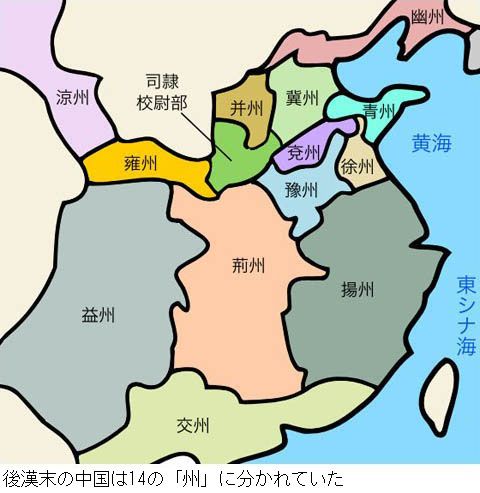 幽州
涼州
司隷
校尉部
并州
冀州
青州
黄海
雍州
兗州
徐州
豫州
荊州
揚州
益州
東シナ海
交州
後漢末の中国は14の「州」に分かれていた